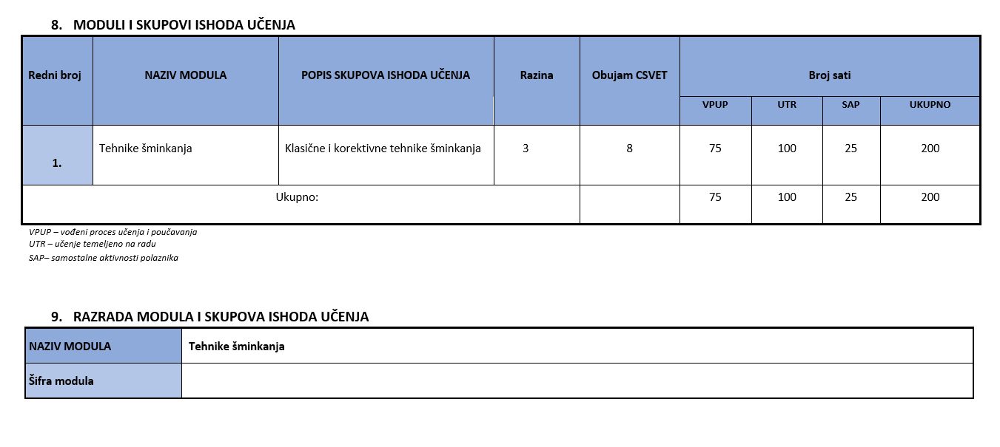 8. MODULI I SKUPOVI ISHODA UČENJA
Redni broj NAZIV MODULA POPIS SKUPOVA ISHODA UČENJA Razina Obujam CSVET Broj sati
VPUP UTR SAP UKUPNO
1. Tehnike šminkanja Klasične i korektivne tehnike šminkanja 3 8 75 100 25 200
Ukupno: 75 100 25 200
VPUP – vođeni proces učenja i poučavanja
UTR – učenje temeljeno na radu
SAP– samostalne aktivnosti polaznika
9. RAZRADA MODULA I SKUPOVA ISHODA UČENJA
NAZIV MODULA Tehnike šminkanja
Šifra modula